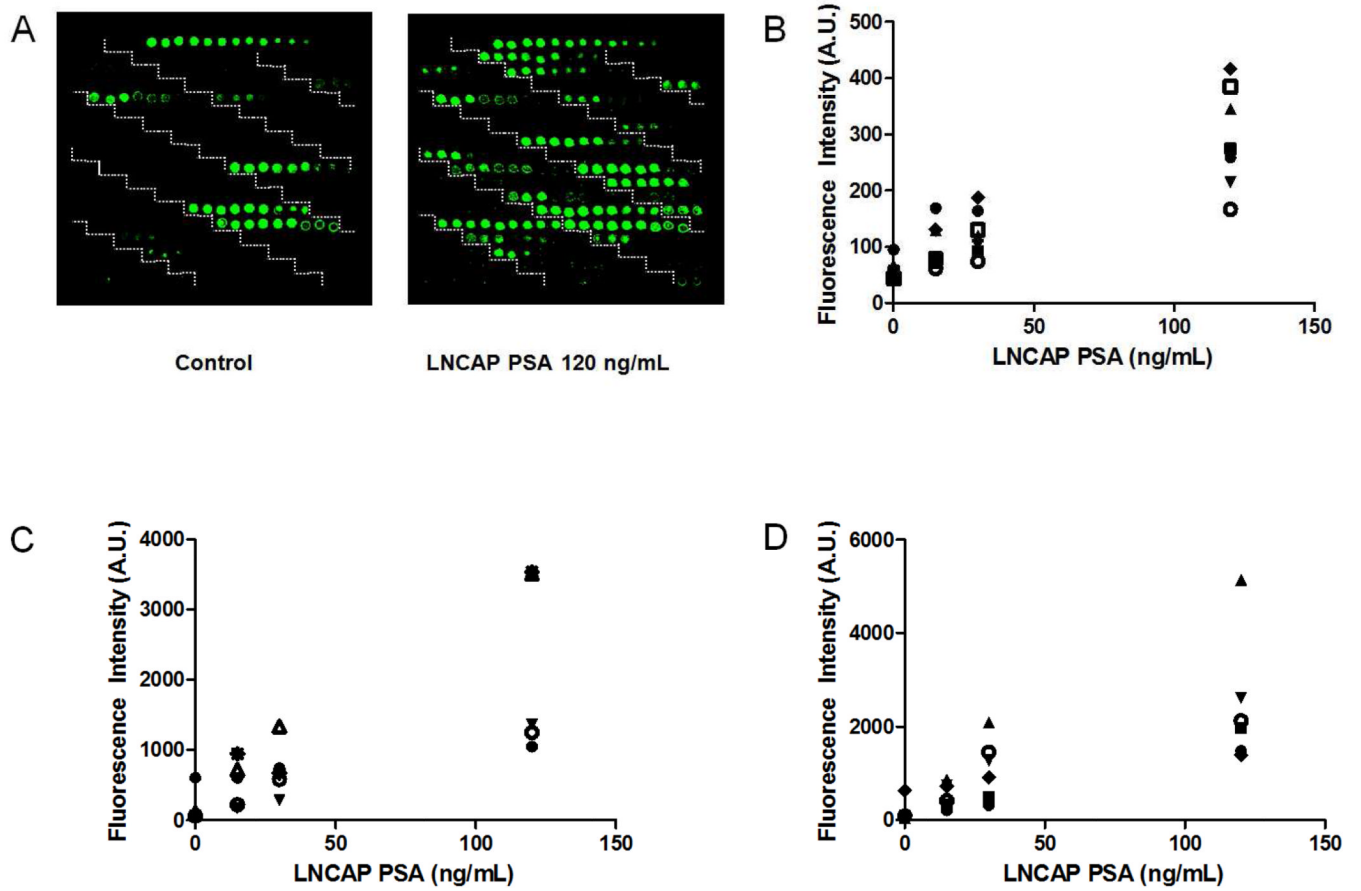 A
Control
LNCAP PSA 120 ng/mL
B
Fluorescence Intensity (A.U.)
500
400
300
200
100
0
0 50 100 150
LNCAP PSA (ng/mL)
C
Fluorescence Intensity (A.U.)
4000
3000
2000
1000
0
0 50 100 150
LNCAP PSA (ng/mL)
D
Fluorescence Intensity (A.U.)
6000
4000
2000
0
0 50 100 150
LNCAP PSA (ng/mL)